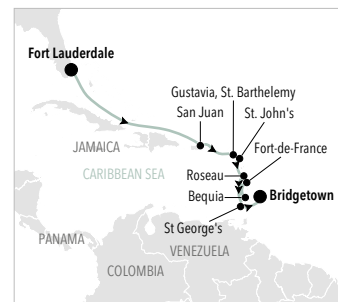 Fort Lauderdale
Gustavia, St. Barthelemy
San Juan
St. John's
Fort-de-France
JAMAICA
CARIBBEAN SEA
Roseau
Bequia
Bridgetown
St George's
PANAMA
VENEZUELA
COLOMBIA